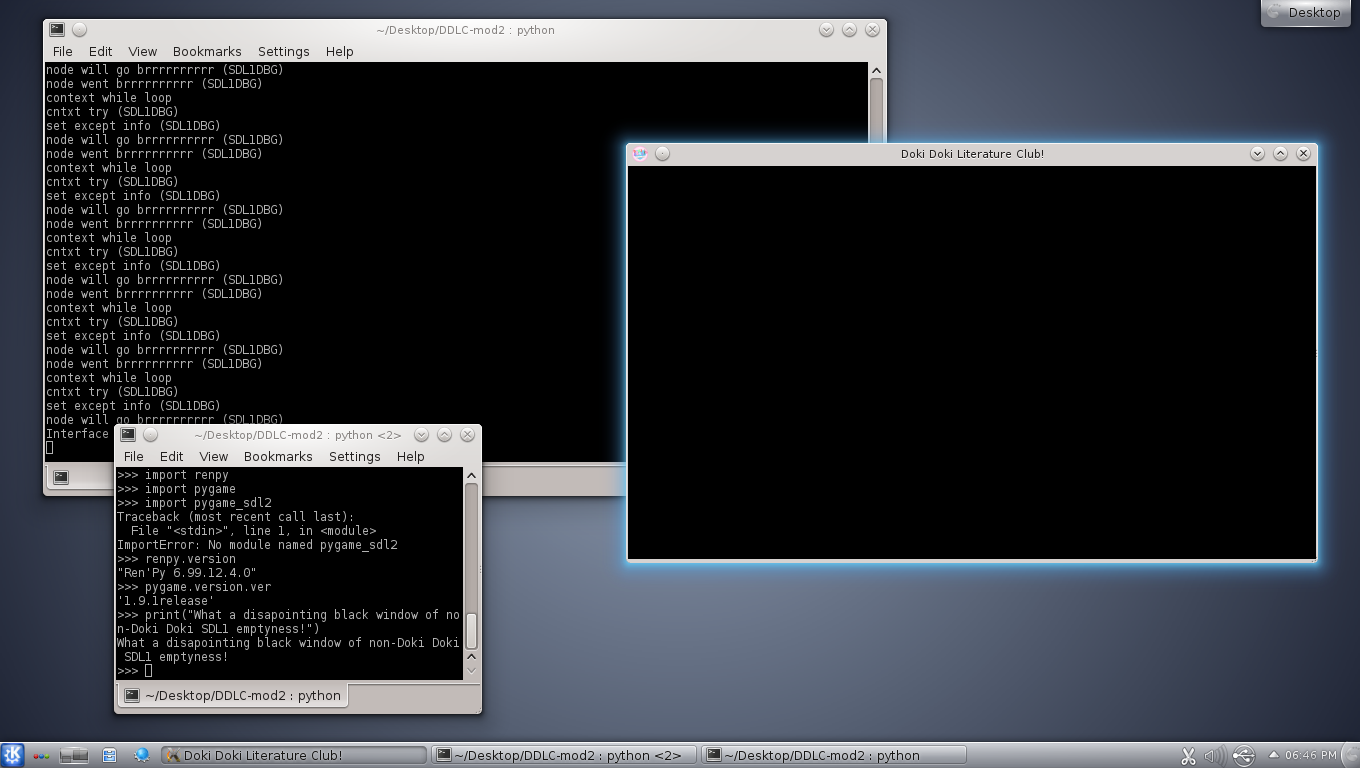 Desktop
~/Desktop/DDLC-mod2 : python
File Edit View Bookmarks Settings Help
node will go brrrrrrrrrr (SDL1DBG)
node went brrrrrrrrrr (SDL1DBG)
context while loop
cntxt try (SDL1DBG)
set except info (SDL1DBG)
node will go brrrrrrrrrr (SDL1DBG)
node went brrrrrrrrrr (SDL1DBG)
context while loop
cntxt try (SDL1DBG)
set except info (SDL1DBG)
node will go brrrrrrrrrr (SDL1DBG)
node went brrrrrrrrrr (SDL1DBG)
context while loop
cntxt try (SDL1DBG)
set except info (SDL1DBG)
node will go brrrrrrrrrr (SDL1DBG)
node went brrrrrrrrrr (SDL1DBG)
context while loop
cntxt try (SDL1DBG)
set except info (SDL1DBG)
node will go brrrrrrrrrr (SDL1DBG)
node went brrrrrrrrrr (SDL1DBG)
context while loop
cntxt try (SDL1DBG)
set except info (SDL1DBG)
node will go brrrrrrrrrr (SDL1DBG)
Interface
Doki Doki Literature Club!
~/Desktop/DDLC-mod2 : python <2>
File Edit View Bookmarks Settings Help
>>> import renpy
>>> import pygame
>>> import pygame_sdl2
Traceback (most recent call last):
  File "<stdin>", line 1, in <module>
ImportError: No module named pygame_sdl2
>>> renpy.version
"Ren'Py 6.99.12.4.0"
>>> pygame.version.ver
'1.9.1release'
>>> print("What a disapointing black window of no
n-Doki Doki SDL1 emptyness!")
What a disapointing black window of non-Doki Doki
 SDL1 emptyness!
>>>
~/Desktop/DDLC-mod2 : python
Doki Doki Literature Club!
~/Desktop/DDLC-mod2 : python <2>
~/Desktop/DDLC-mod2 : python
06:46 PM